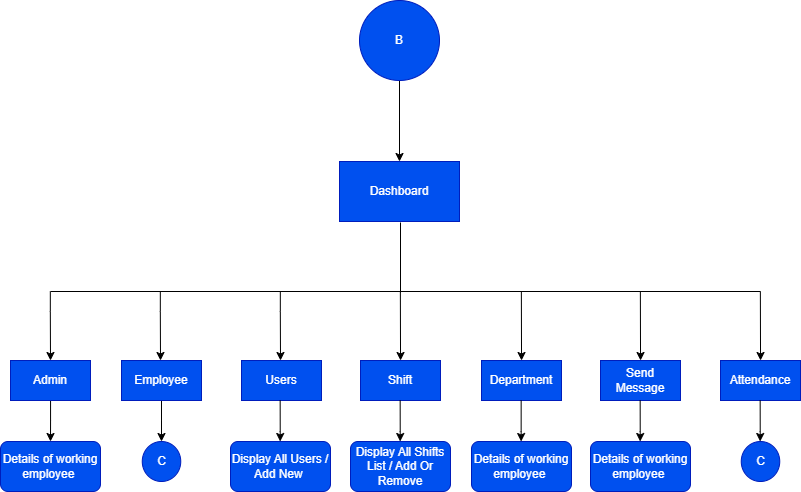 B
Dashboard
Admin
Employee
Users
Shift
Department
Send
Message
Attendance
Details of working
employee
C
Display All Users /
Add New
Display All Shifts
List / Add Or
Remove
Details of working
employee
Details of working
employee
C